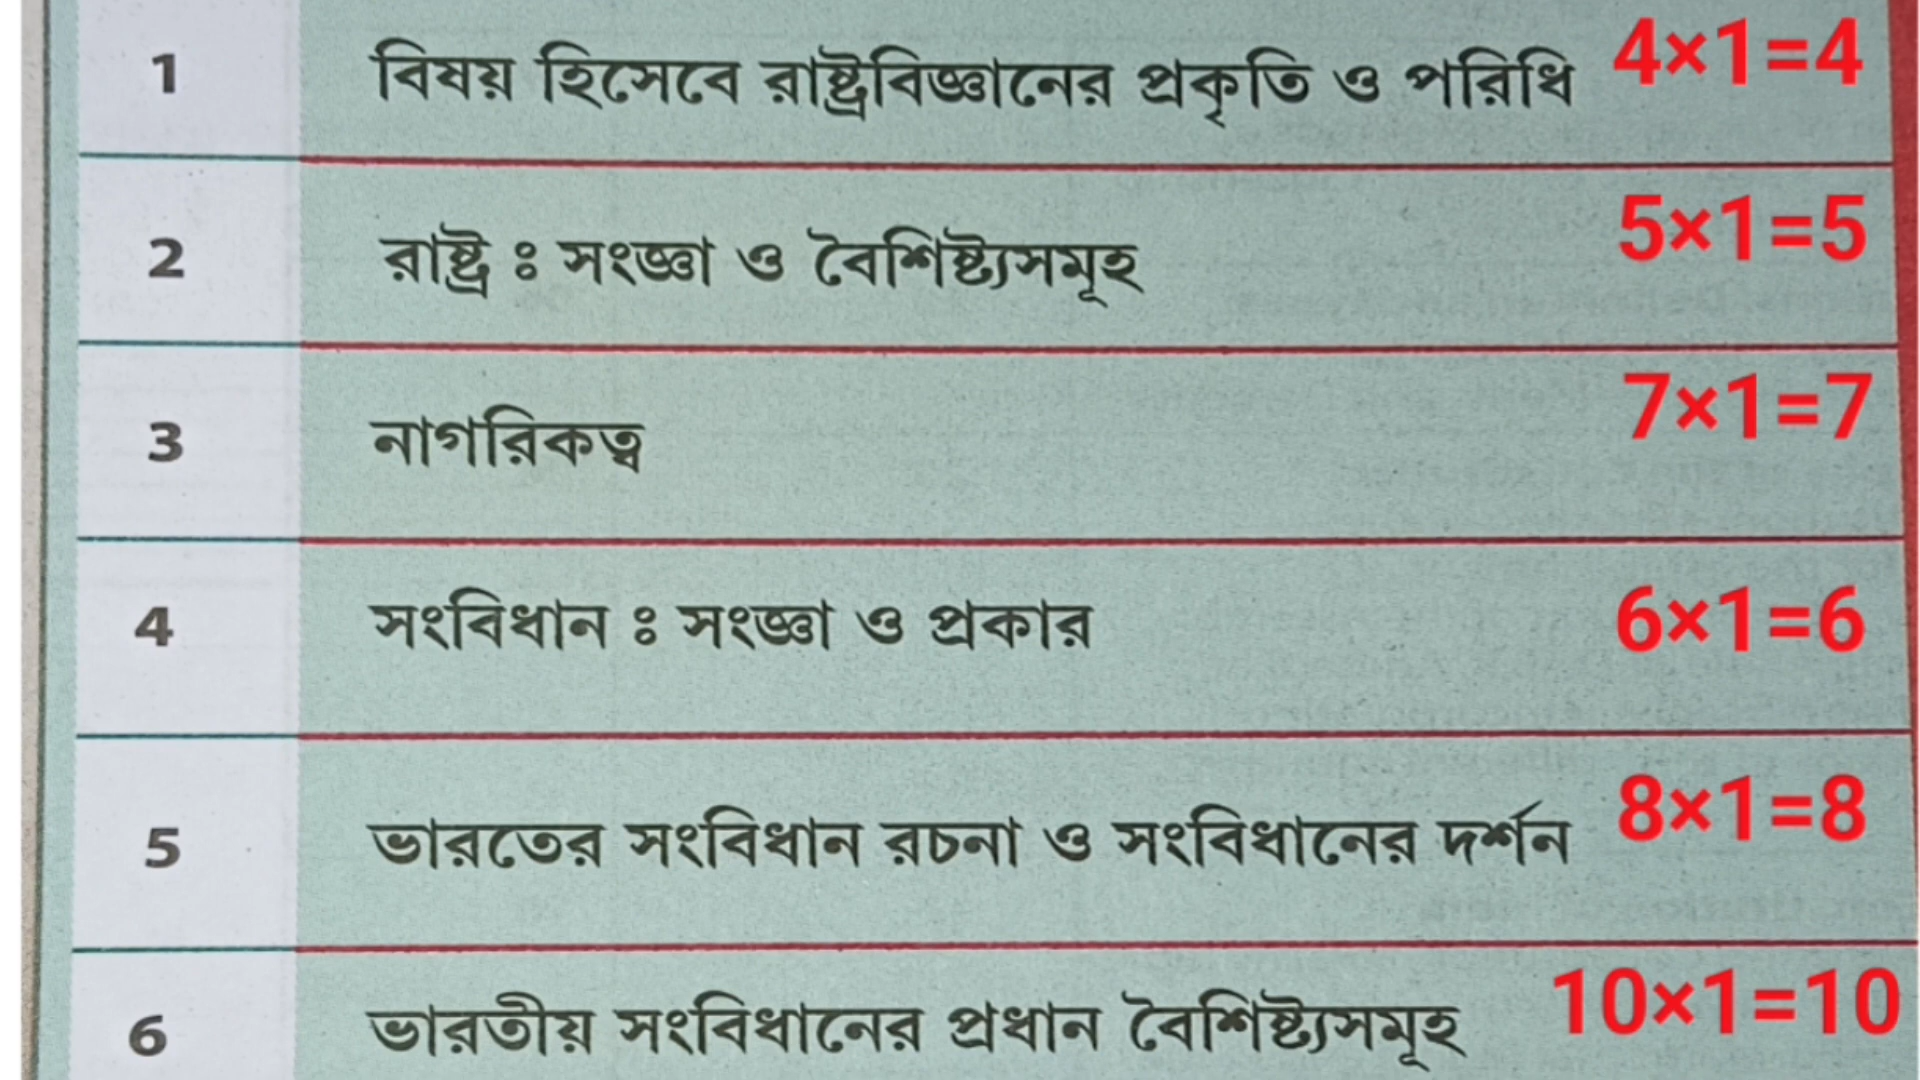 1 বিষয় হিসেবে রাষ্ট্রবিজ্ঞানের প্রকৃতি ও পরিধি 4×1=4
2 রাষ্ট্র ঃ সংজ্ঞা ও বৈশিষ্ট্যসমূহ 5×1=5
3 নাগরিকত্ব 7×1=7
4 সংবিধান ঃ সংজ্ঞা ও প্রকার 6×1=6
5 ভারতের সংবিধান রচনা ও সংবিধানের দর্শন 8×1=8
6 ভারতীয় সংবিধানের প্রধান বৈশিষ্ট্যসমূহ 10×1=10